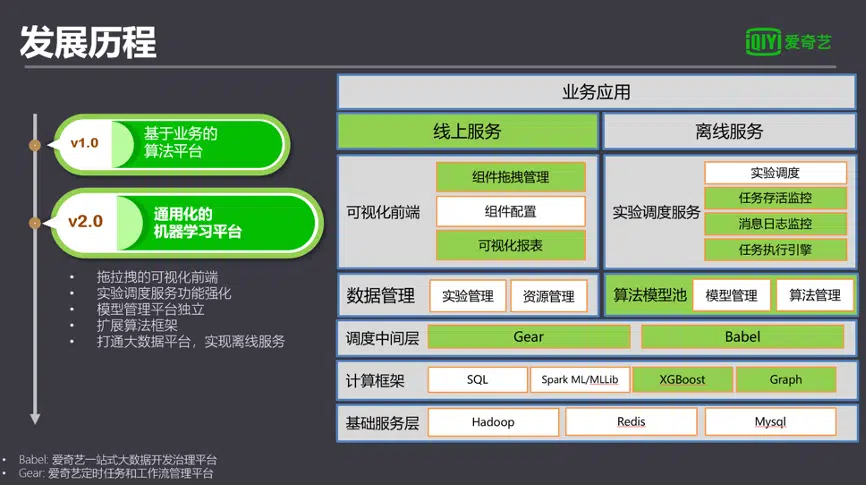 发展历程
iQIYI 爱奇艺
v1.0
基于业务的
算法平台
v2.0
通用化的
机器学习平台
• 拖拉拽的可视化前端
• 实验调度服务功能强化
• 模型管理平台独立
• 扩展算法框架
• 打通大数据平台，实现离线服务
业务应用
线上服务
离线服务
可视化前端
组件拖拽管理
组件配置
可视化报表
实验调度服务
实验调度
任务存活监控
消息日志监控
任务执行引擎
数据管理
实验管理
资源管理
算法模型池
模型管理
算法管理
调度中间层
Gear
Babel
计算框架
SQL
Spark ML/MLLib
XGBoost
Graph
基础服务层
Hadoop
Redis
Mysql
• Babel: 爱奇艺一站式大数据开发治理平台
• Gear: 爱奇艺定时任务和工作流管理平台